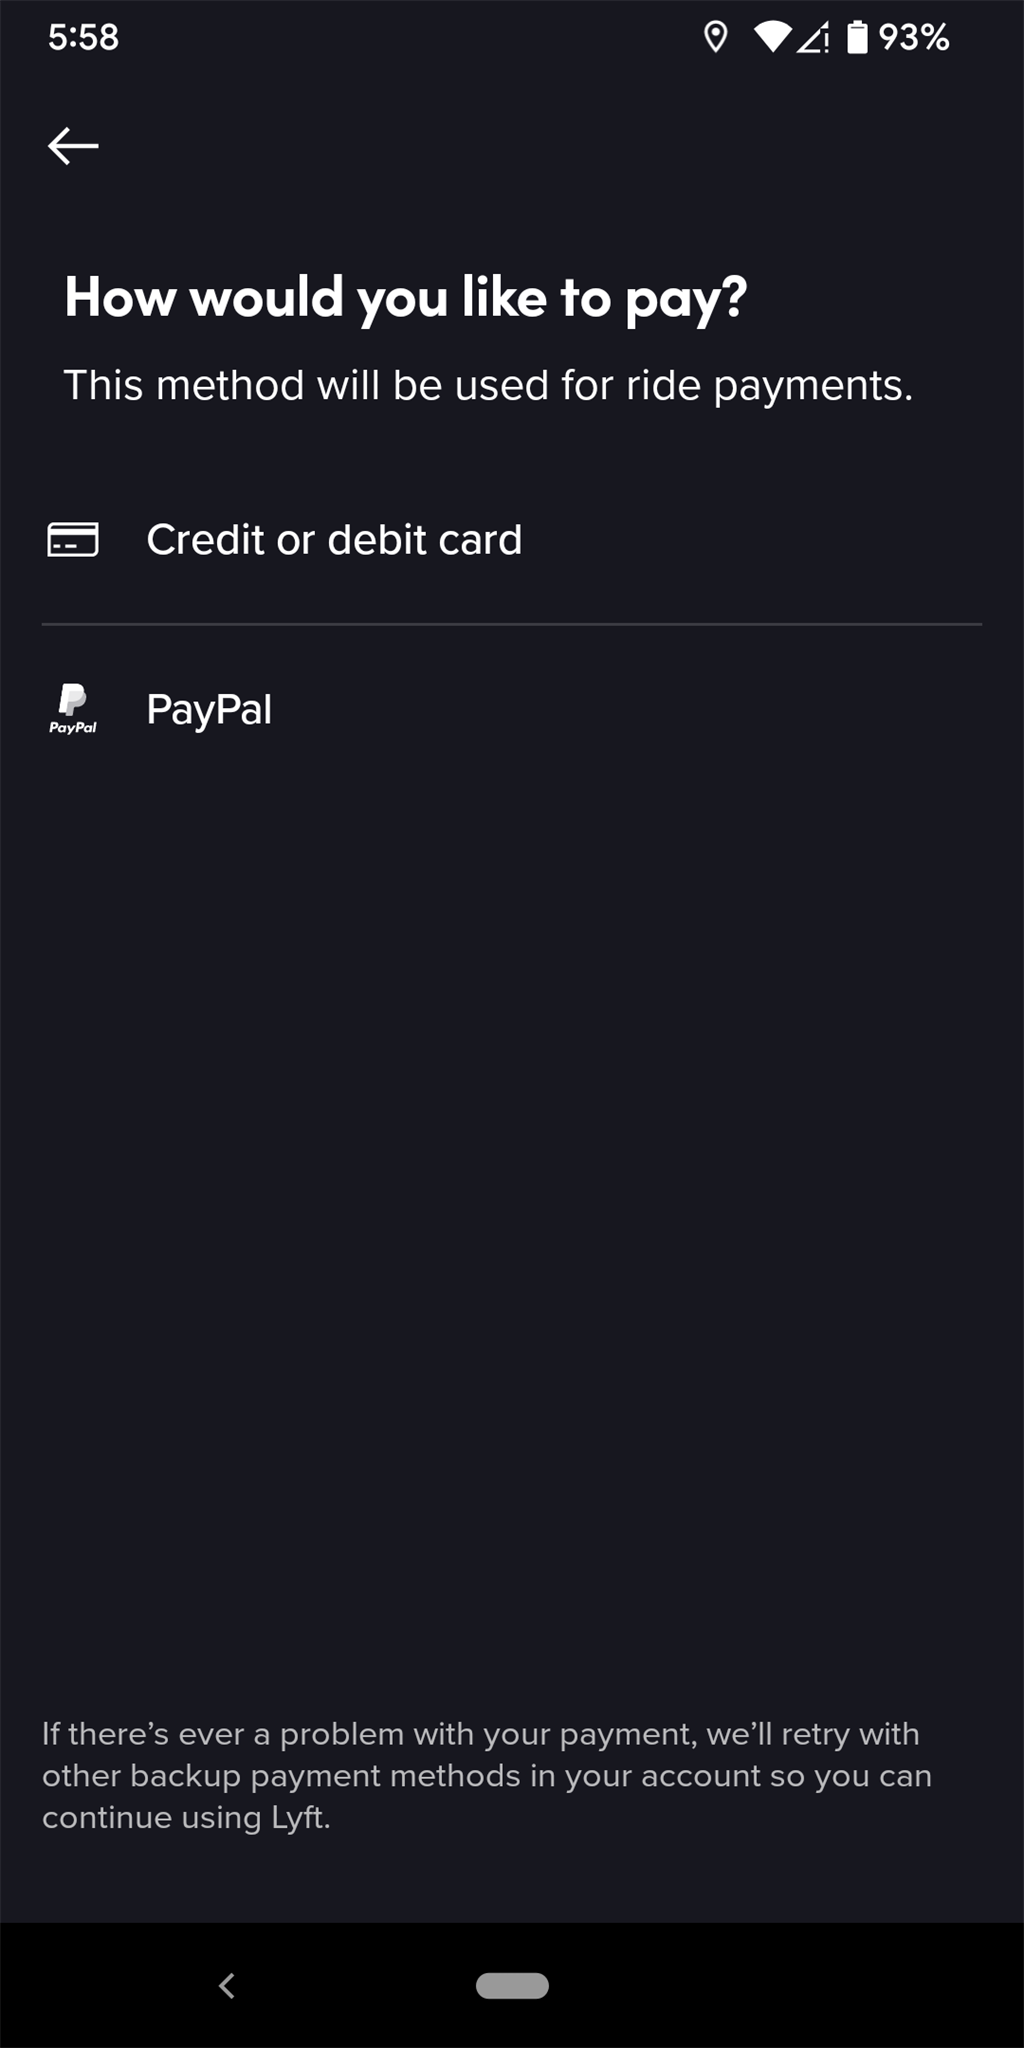 5:58 93%
How would you like to pay?
This method will be used for ride payments.
Credit or debit card
PayPal PayPal
If there’s ever a problem with your payment, we’ll retry with
other backup payment methods in your account so you can
continue using Lyft.